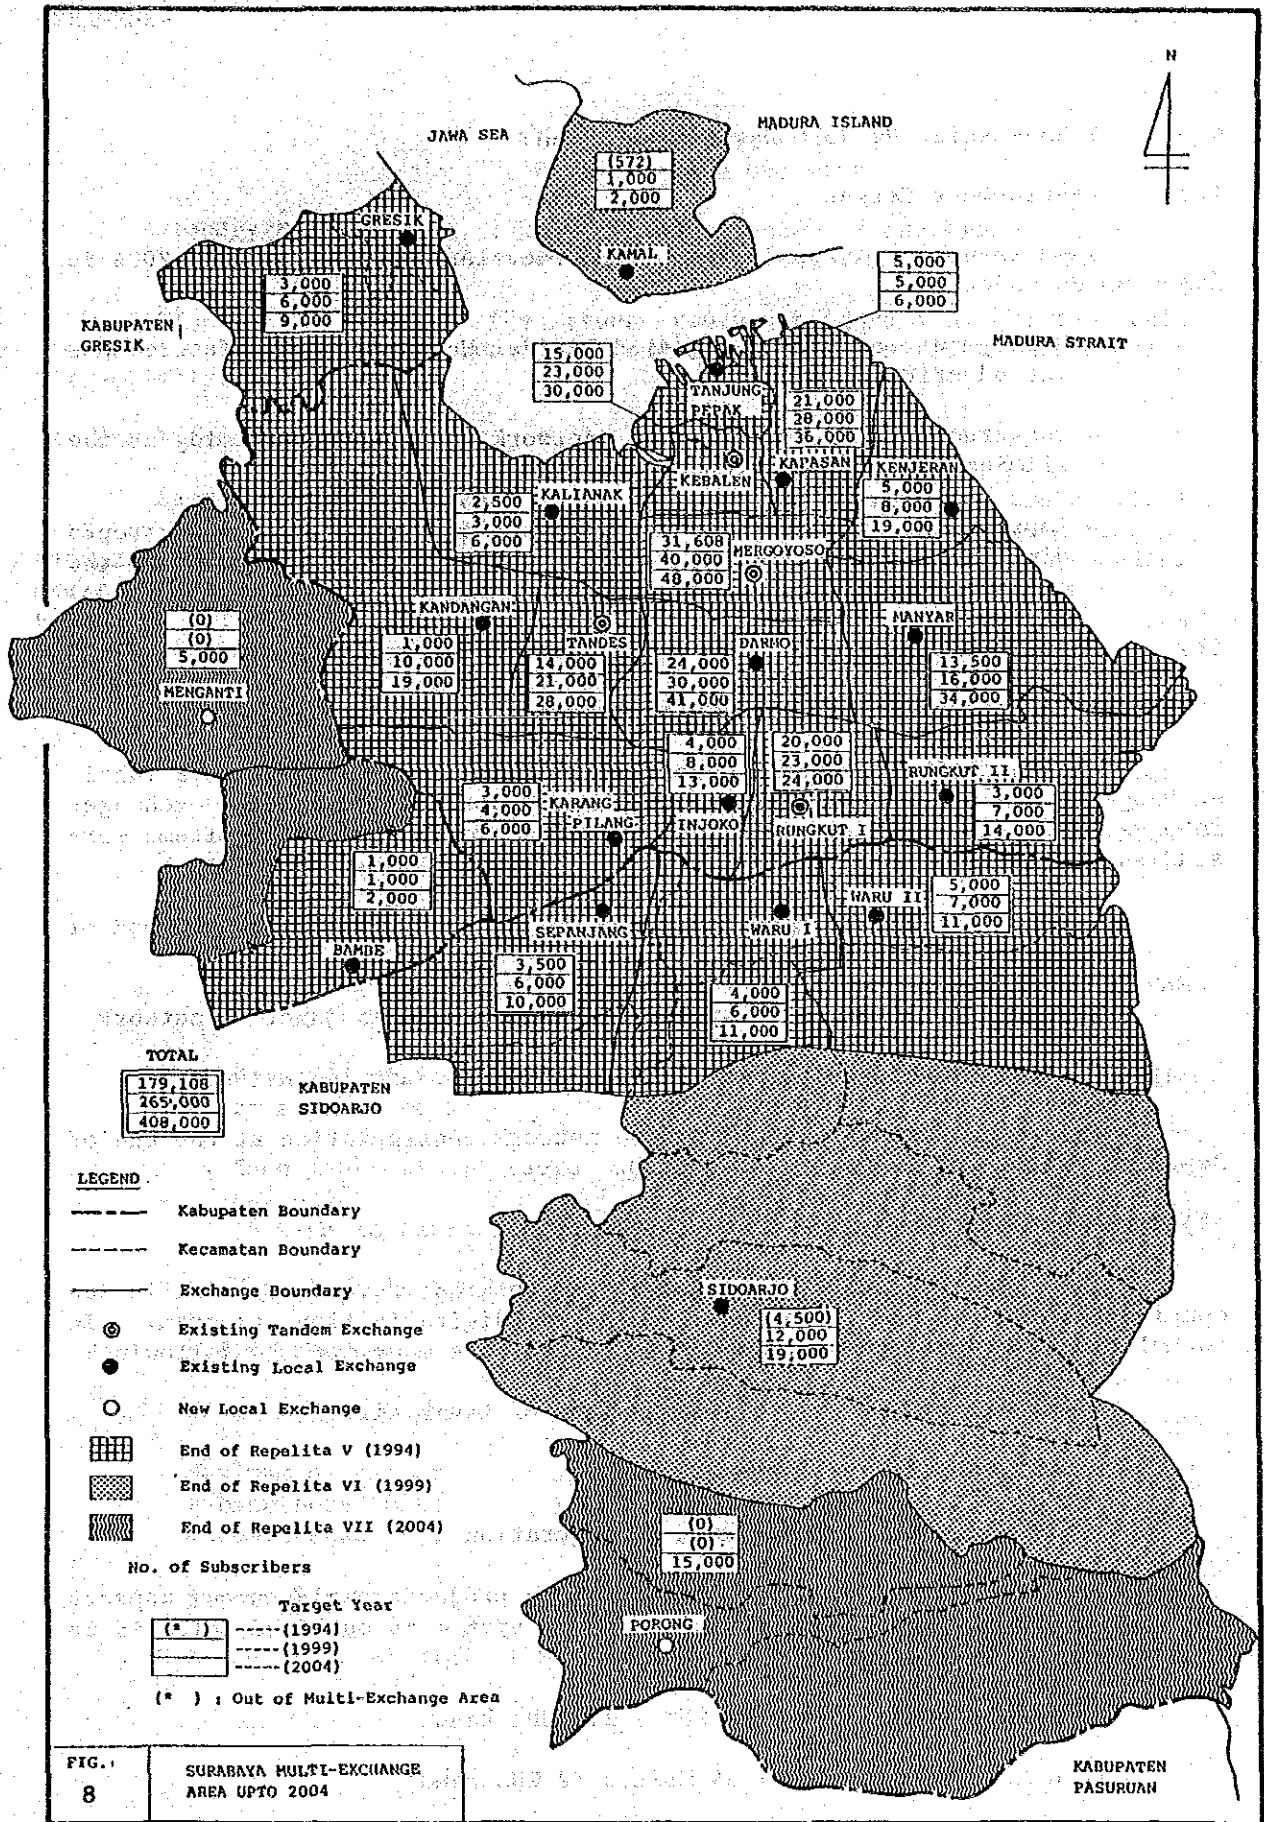 N
JAWA SEA
MADURA ISLAND
(572)
1,000
2,000
GRESIK
KAMAL
3,000
6,000
9,000
5,000
5,000
6,000
KABUPATEN
GRESIK
MADURA STRAIT
15,000
23,000
30,000
TANJUNG
PEPAK
21,000
28,000
36,000
KEBALEN
KAPASAN
KENJERAN
5,000
8,000
19,000
2,500
3,000
6,000
KALIANAK
31,608
40,000
48,000
MERGOYOSO
KANDANGAN
1,000
10,000
19,000
TANDES
14,000
21,000
28,000
DARMO
24,000
30,000
41,000
MANYAR
13,500
16,000
34,000
(0)
(0)
5,000
MENGANTI
4,000
8,000
13,000
INJOKO
20,000
23,000
24,000
RUNGKUT I
RUNGKUT II
3,000
7,000
14,000
3,000
4,000
6,000
KARANG
PILANG
1,000
1,000
2,000
BAMBE
SEPANJANG
3,500
6,000
10,000
WARU I
4,000
6,000
11,000
WARU II
5,000
7,000
11,000
TOTAL
179,108
265,000
408,000
KABUPATEN
SIDOARJO
SIDOARJO
(4,500)
12,000
19,000
(0)
(0)
15,000
PORONG
LEGEND
Kabupaten Boundary
Kecamatan Boundary
Exchange Boundary
Existing Tandem Exchange
Existing Local Exchange
New Local Exchange
End of Repelita V (1994)
End of Repelita VI (1999)
End of Repelita VII (2004)
No. of Subscribers
Target Year
(* ) -----(1994)
-----(1999)
-----(2004)
(* ) : Out of Multi-Exchange Area
FIG.
8
SURABAYA MULTI-EXCHANGE
AREA UPTO 2004
KABUPATEN
PASURUAN